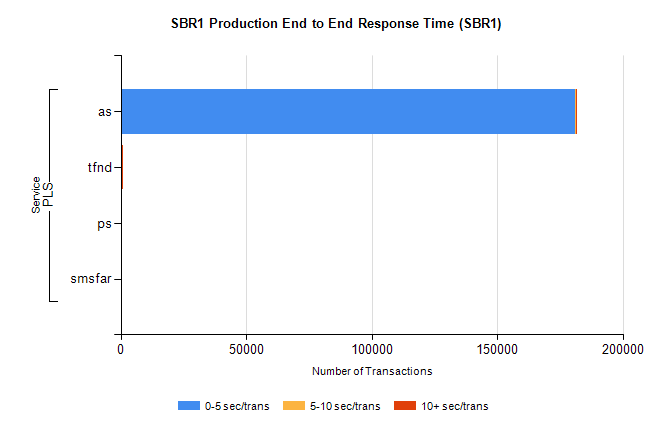 SBR1 Production End to End Response Time (SBR1)
as
tfnd
ps
smsfar
Service
PLS
0
50000
100000
150000
200000
Number of Transactions
0-5 sec/trans
5-10 sec/trans
10+ sec/trans